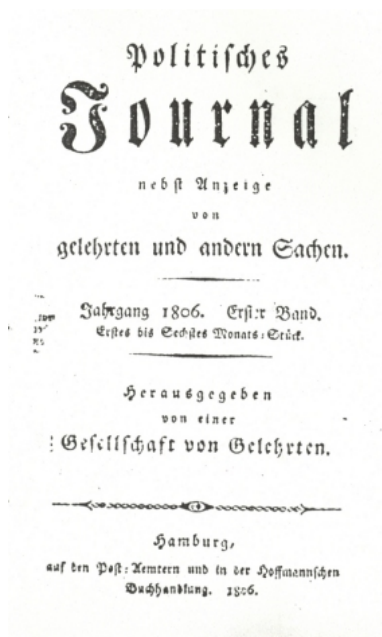 Politisches
Journal
nebst Anzeige
von
gelehrten und andern Sachen.
Jahrgang 1806. Erster Band.
Erstes bis Sechstes Monats-Stück.
Herausgegeben
von einer
Gesellschaft von Gelehrten.
Hamburg,
auf den Post-Aemtern und in der Hoffmannschen
Buchhandlung. 1806.